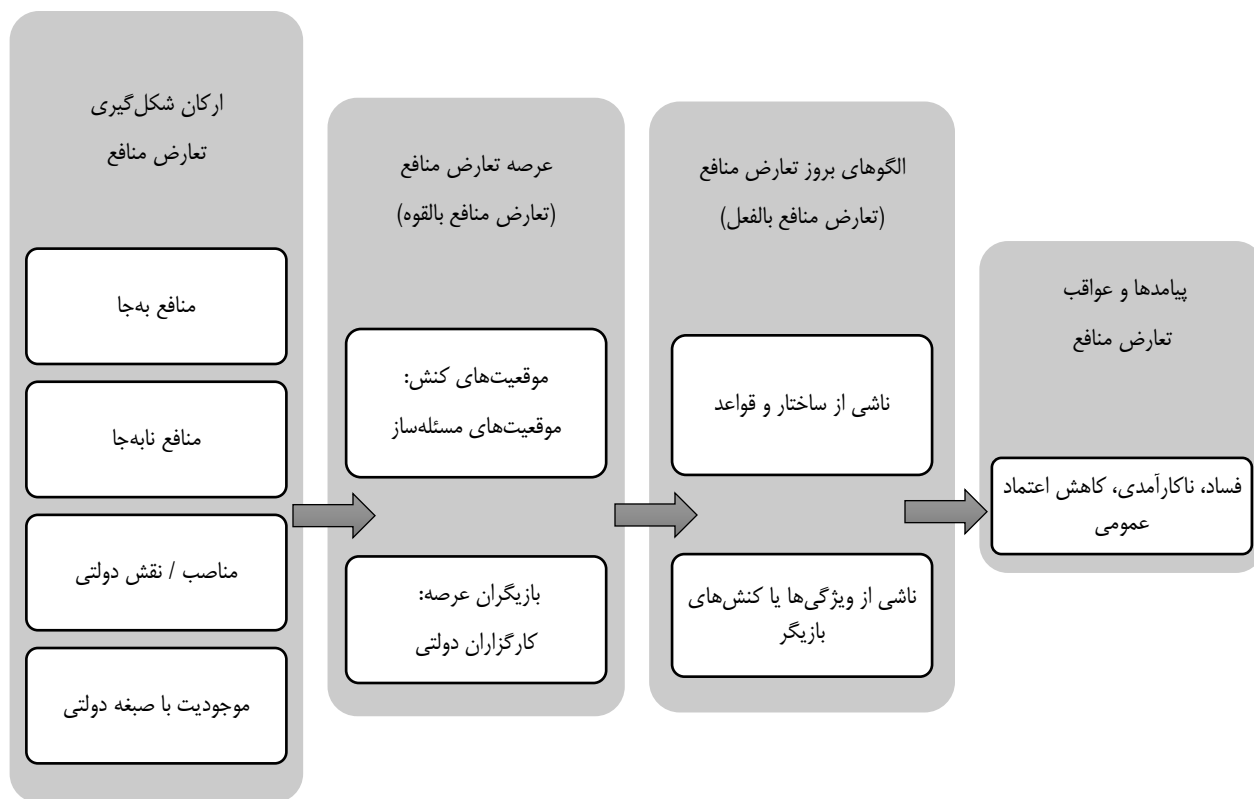 ارکان شکل‌گیری
تعارض منافع
منافع به‌جا
منافع نابه‌جا
مناصب / نقش دولتی
موجودیت با صبغه دولتی
عرصه تعارض منافع
(تعارض منافع بالقوه)
موقعیت‌های کنش:
موقعیت‌های مسئله‌ساز
بازیگران عرصه:
کارگزاران دولتی
الگوهای بروز تعارض منافع
(تعارض منافع بالفعل)
ناشی از ساختار و قواعد
ناشی از ویژگی‌ها یا کنش‌های
بازیگر
پیامدها و عواقب
تعارض منافع
فساد، ناکارآمدی، کاهش اعتماد
عمومی